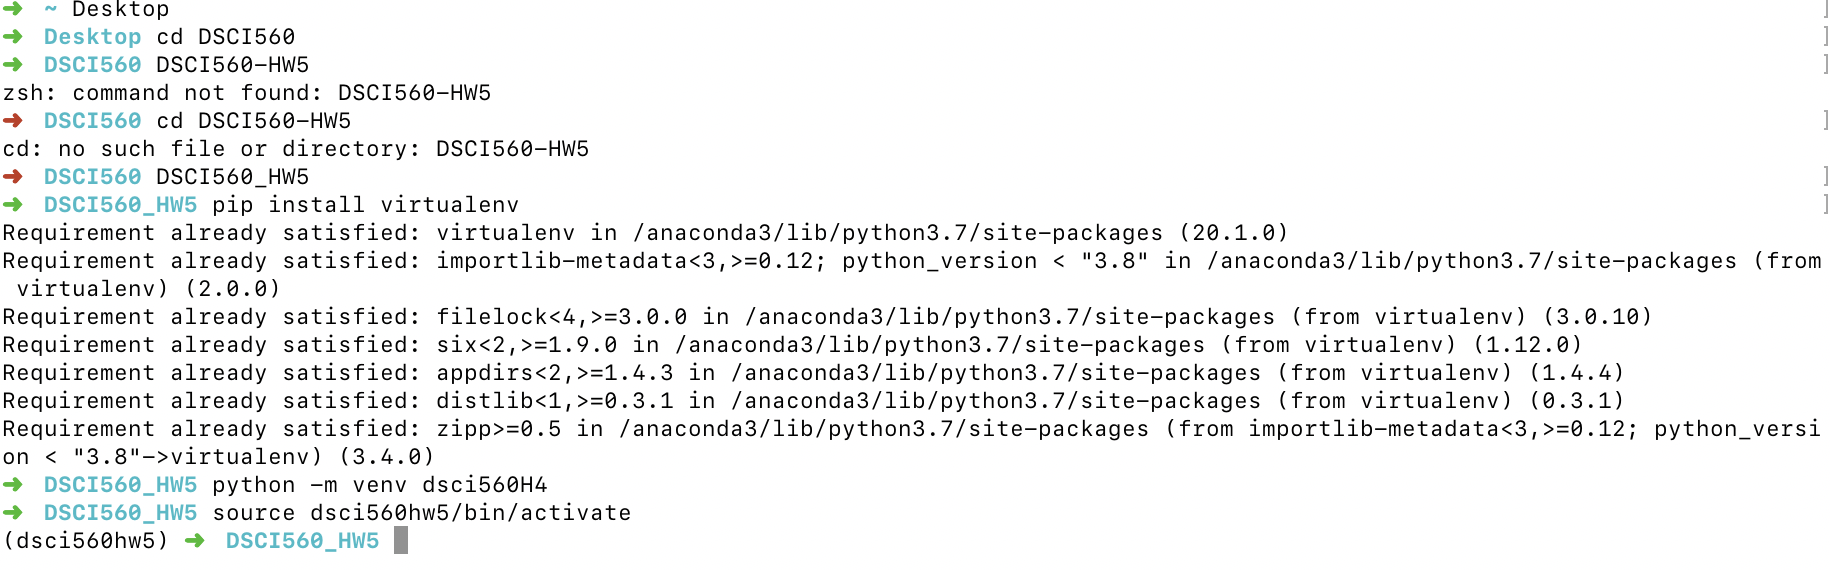 ➜ ~ Desktop
➜ Desktop cd DSCI560
➜ DSCI560 DSCI560-HW5
zsh: command not found: DSCI560-HW5
➜ DSCI560 cd DSCI560-HW5
cd: no such file or directory: DSCI560-HW5
➜ DSCI560 DSCI560_HW5
➜ DSCI560_HW5 pip install virtualenv
Requirement already satisfied: virtualenv in /anaconda3/lib/python3.7/site-packages (20.1.0)
Requirement already satisfied: importlib-metadata<3,>=0.12; python_version < "3.8" in /anaconda3/lib/python3.7/site-packages (from
 virtualenv) (2.0.0)
Requirement already satisfied: filelock<4,>=3.0.0 in /anaconda3/lib/python3.7/site-packages (from virtualenv) (3.0.10)
Requirement already satisfied: six<2,>=1.9.0 in /anaconda3/lib/python3.7/site-packages (from virtualenv) (1.12.0)
Requirement already satisfied: appdirs<2,>=1.4.3 in /anaconda3/lib/python3.7/site-packages (from virtualenv) (1.4.4)
Requirement already satisfied: distlib<1,>=0.3.1 in /anaconda3/lib/python3.7/site-packages (from virtualenv) (0.3.1)
Requirement already satisfied: zipp>=0.5 in /anaconda3/lib/python3.7/site-packages (from importlib-metadata<3,>=0.12; python_versi
on < "3.8"->virtualenv) (3.4.0)
➜ DSCI560_HW5 python -m venv dsci560H4
➜ DSCI560_HW5 source dsci560hw5/bin/activate
(dsci560hw5) ➜ DSCI560_HW5